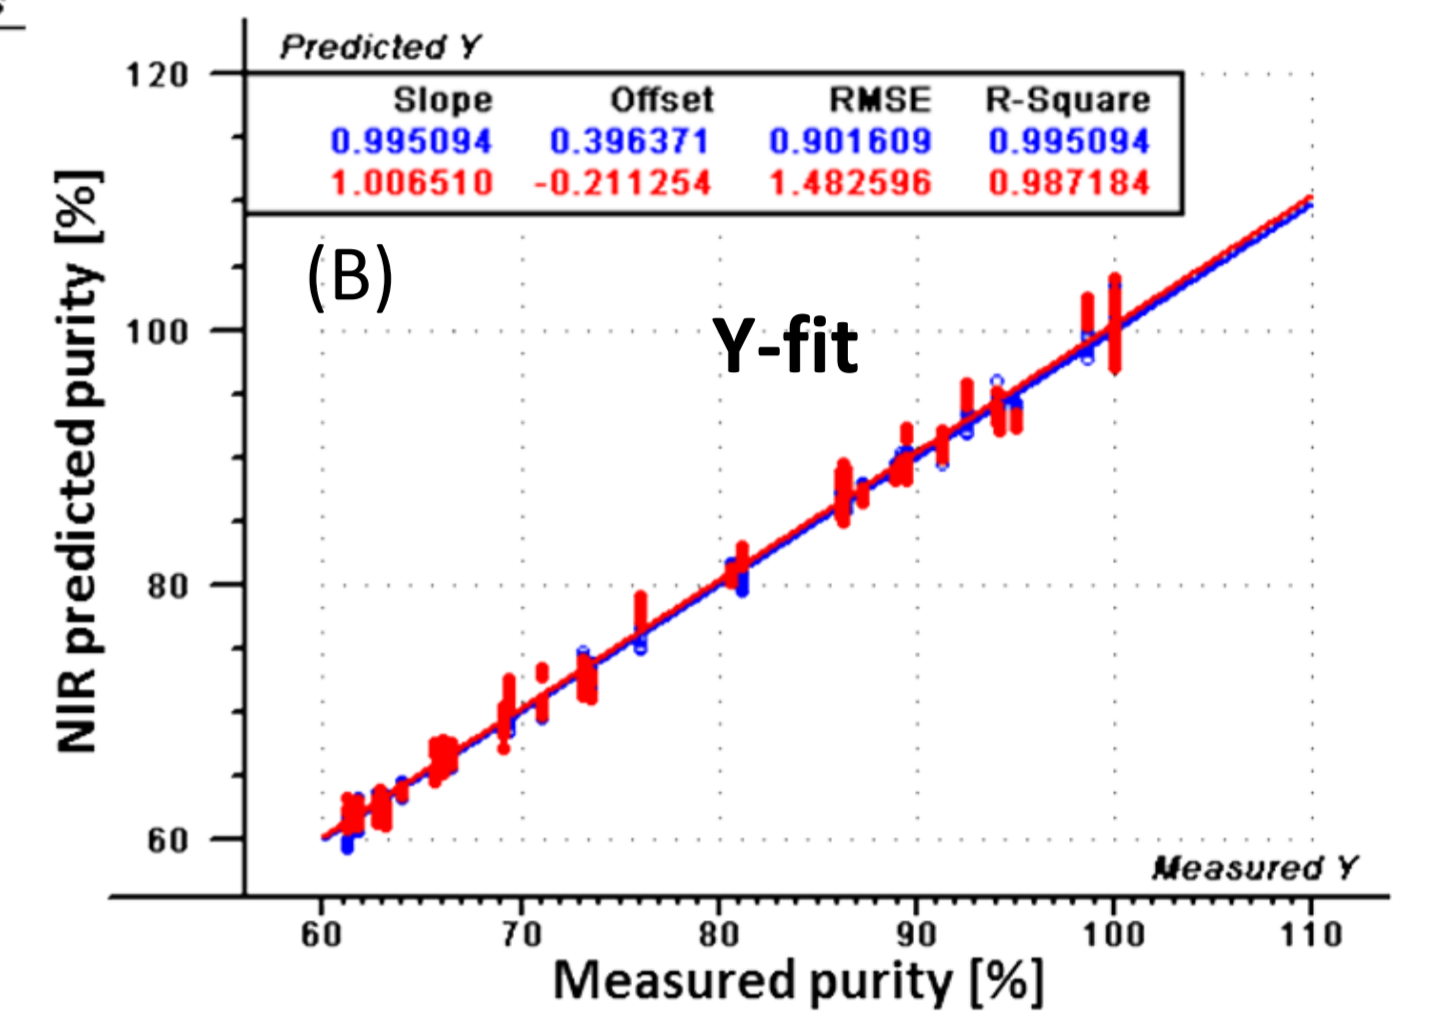 Predicted Y
120
Slope Offset RMSE R-Square
0.995094 0.396371 0.901609 0.995094
1.006510 -0.211254 1.482596 0.987184
(B)
Y-fit
100
80
60
NIR predicted purity [%]
Measured Y
60 70 80 90 100 110
Measured purity [%]